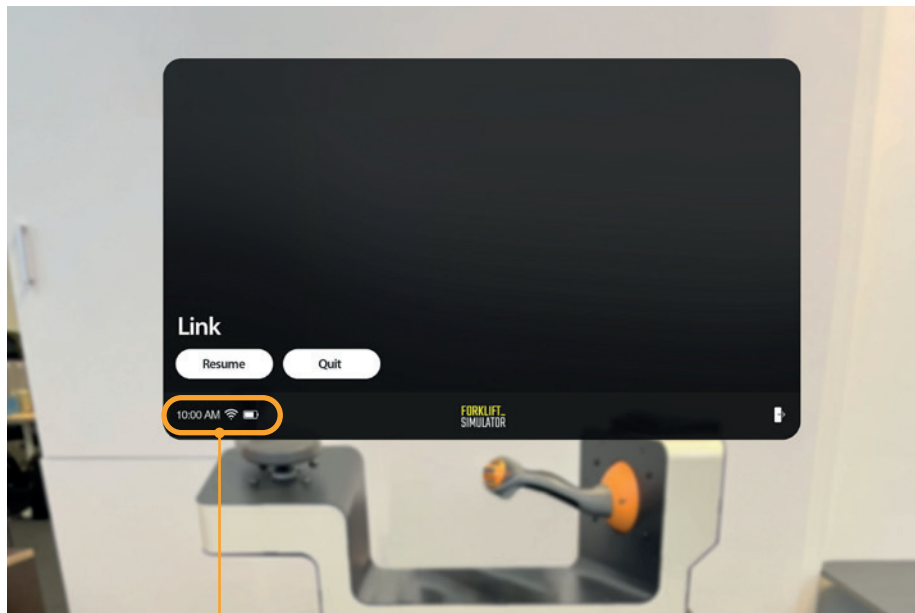 Link
Resume Quit
10:00 AM
FORKLIFT_
SIMULATOR